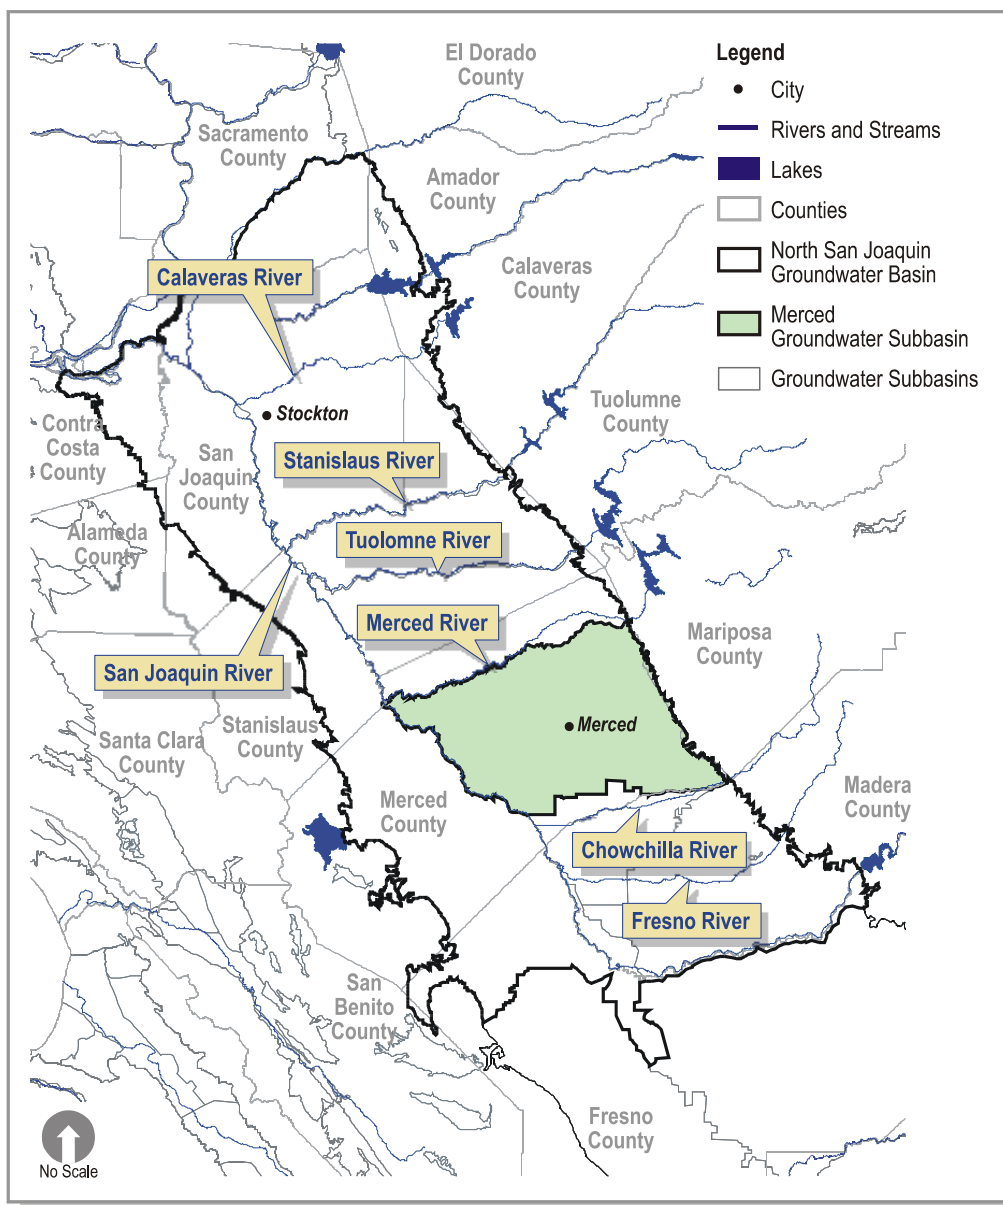 El Dorado
County
Legend
City
Rivers and Streams
Lakes
Counties
North San Joaquin
Groundwater Basin
Merced
Groundwater Subbasin
Groundwater Subbasins
Sacramento
County
Amador
County
Calaveras River
Calaveras
County
Stockton
Contra
Costa
County
San
Joaquin
County
Tuolumne
County
Stanislaus River
Alameda
County
Tuolomne River
Merced River
Mariposa
County
San Joaquin River
Stanislaus
County
Santa Clara
County
Merced
Merced
County
Madera
County
Chowchilla River
Fresno River
San
Benito
County
Fresno
County
No Scale